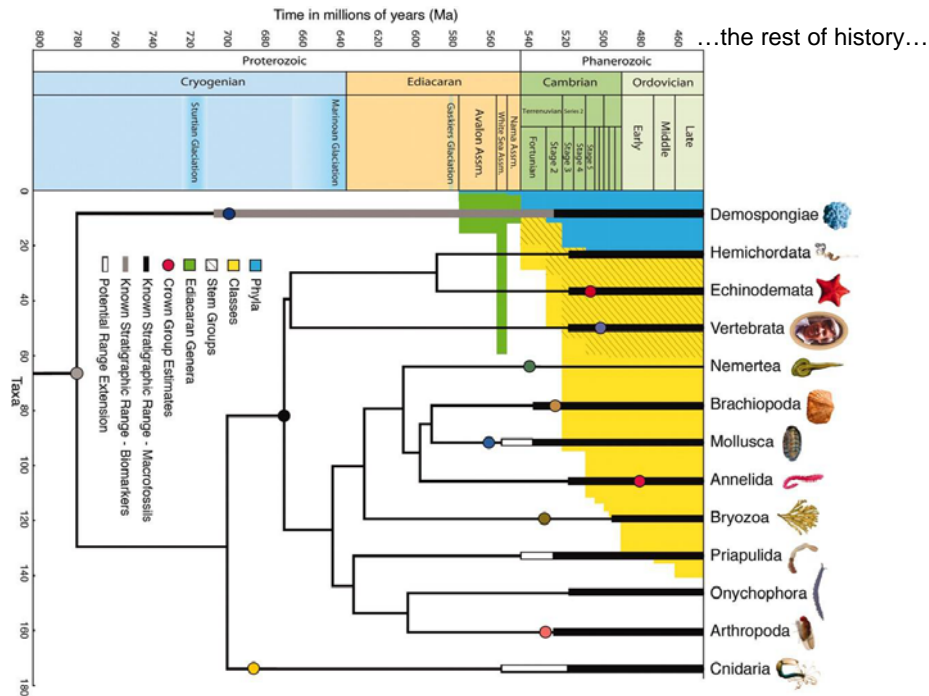 Time in millions of years (Ma)
…the rest of history…
800 780 760 740 720 700 680 660 640 620 600 580 560 540 520 500 480 460
Proterozoic Phanerozoic
Cryogenian Ediacaran Cambrian Ordovician
Terreneuvian Series 2
Sturtian Glaciation
Marinoan Glaciation
Gaskiers Glaciation
Avalon Assm.
White Sea Assm.
Nama Assm.
Fortunian
Stage 2
Stage 3
Stage 4
Stage 5
Early
Middle
Late
0
20
40
60
80
100
120
140
160
180
Taxa
Demospongiae
Hemichordata
Echinodemata
Vertebrata
Nemertea
Brachiopoda
Mollusca
Annelida
Bryozoa
Priapulida
Onychophora
Arthropoda
Cnidaria
Phyla
Classes
Stem Groups
Ediacaran Genera
Crown Group Estimates
Known Stratigraphic Range - Macrofossils
Known Stratigraphic Range - Biomarkers
Potential Range Extension